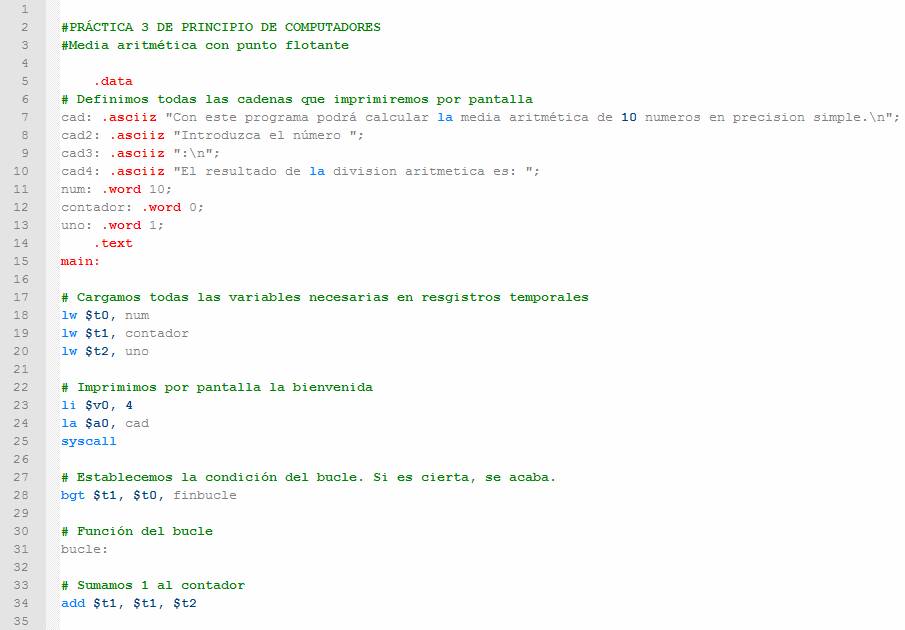 1
2 #PRÁCTICA 3 DE PRINCIPIO DE COMPUTADORES
3 #Media aritmética con punto flotante
4
5 .data
6 # Definimos todas las cadenas que imprimiremos por pantalla
7 cad: .asciiz "Con este programa podrá calcular la media aritmética de 10 numeros en precision simple.\n";
8 cad2: .asciiz "Introduzca el número ";
9 cad3: .asciiz ":\n";
10 cad4: .asciiz "El resultado de la division aritmetica es: ";
11 num: .word 10;
12 contador: .word 0;
13 uno: .word 1;
14 .text
15 main:
16
17 # Cargamos todas las variables necesarias en resgistros temporales
18 lw $t0, num
19 lw $t1, contador
20 lw $t2, uno
21
22 # Imprimimos por pantalla la bienvenida
23 li $v0, 4
24 la $a0, cad
25 syscall
26
27 # Establecemos la condición del bucle. Si es cierta, se acaba.
28 bgt $t1, $t0, finbucle
29
30 # Función del bucle
31 bucle:
32
33 # Sumamos 1 al contador
34 add $t1, $t1, $t2
35